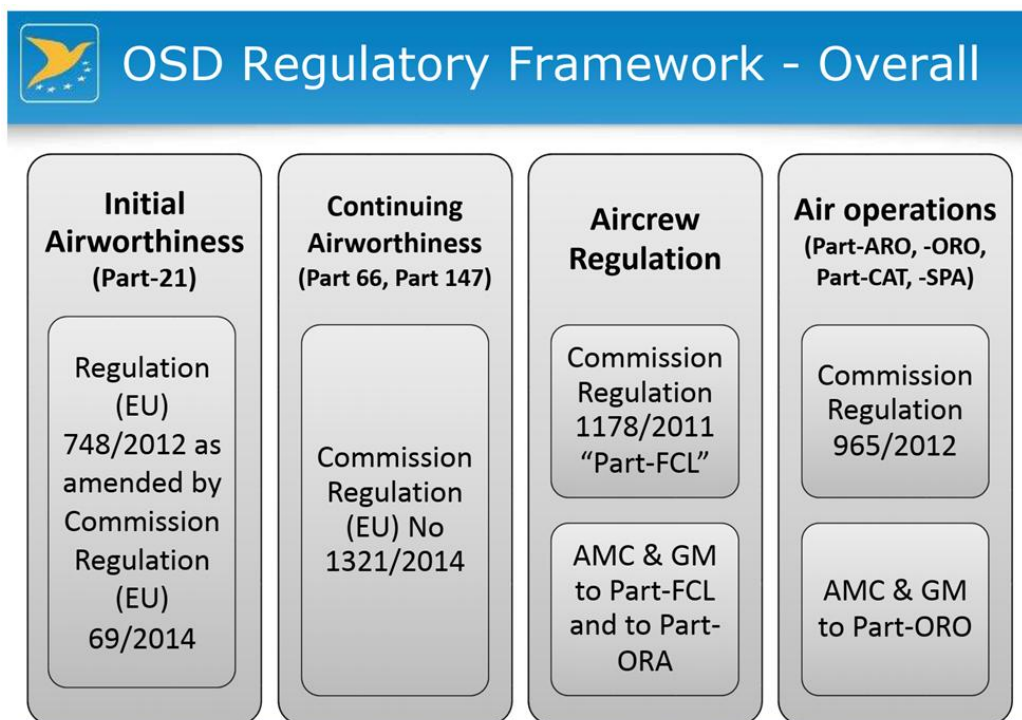 OSD Regulatory Framework - Overall
Initial
Airworthiness
(Part-21)
Regulation
(EU)
748/2012 as
amended by
Commission
Regulation
(EU)
69/2014
Continuing
Airworthiness
(Part 66, Part 147)
Commission
Regulation
(EU) No
1321/2014
Aircrew
Regulation
Commission
Regulation
1178/2011
“Part-FCL”
AMC & GM
to Part-FCL
and to Part-
ORA
Air operations
(Part-ARO, -ORO,
Part-CAT, -SPA)
Commission
Regulation
965/2012
AMC & GM
to Part-ORO